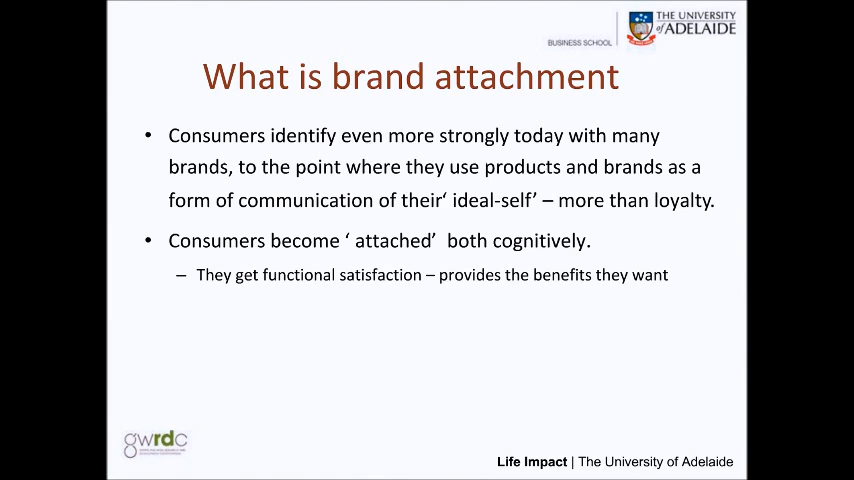 THE UNIVERSITY
of ADELAIDE
BUSINESS SCHOOL
What is brand attachment
• Consumers identify even more strongly today with many
brands, to the point where they use products and brands as a
form of communication of their‘ ideal-self’ – more than loyalty.
• Consumers become ‘ attached’ both cognitively.
– They get functional satisfaction – provides the benefits they want
gwrdc
Life Impact | The University of Adelaide